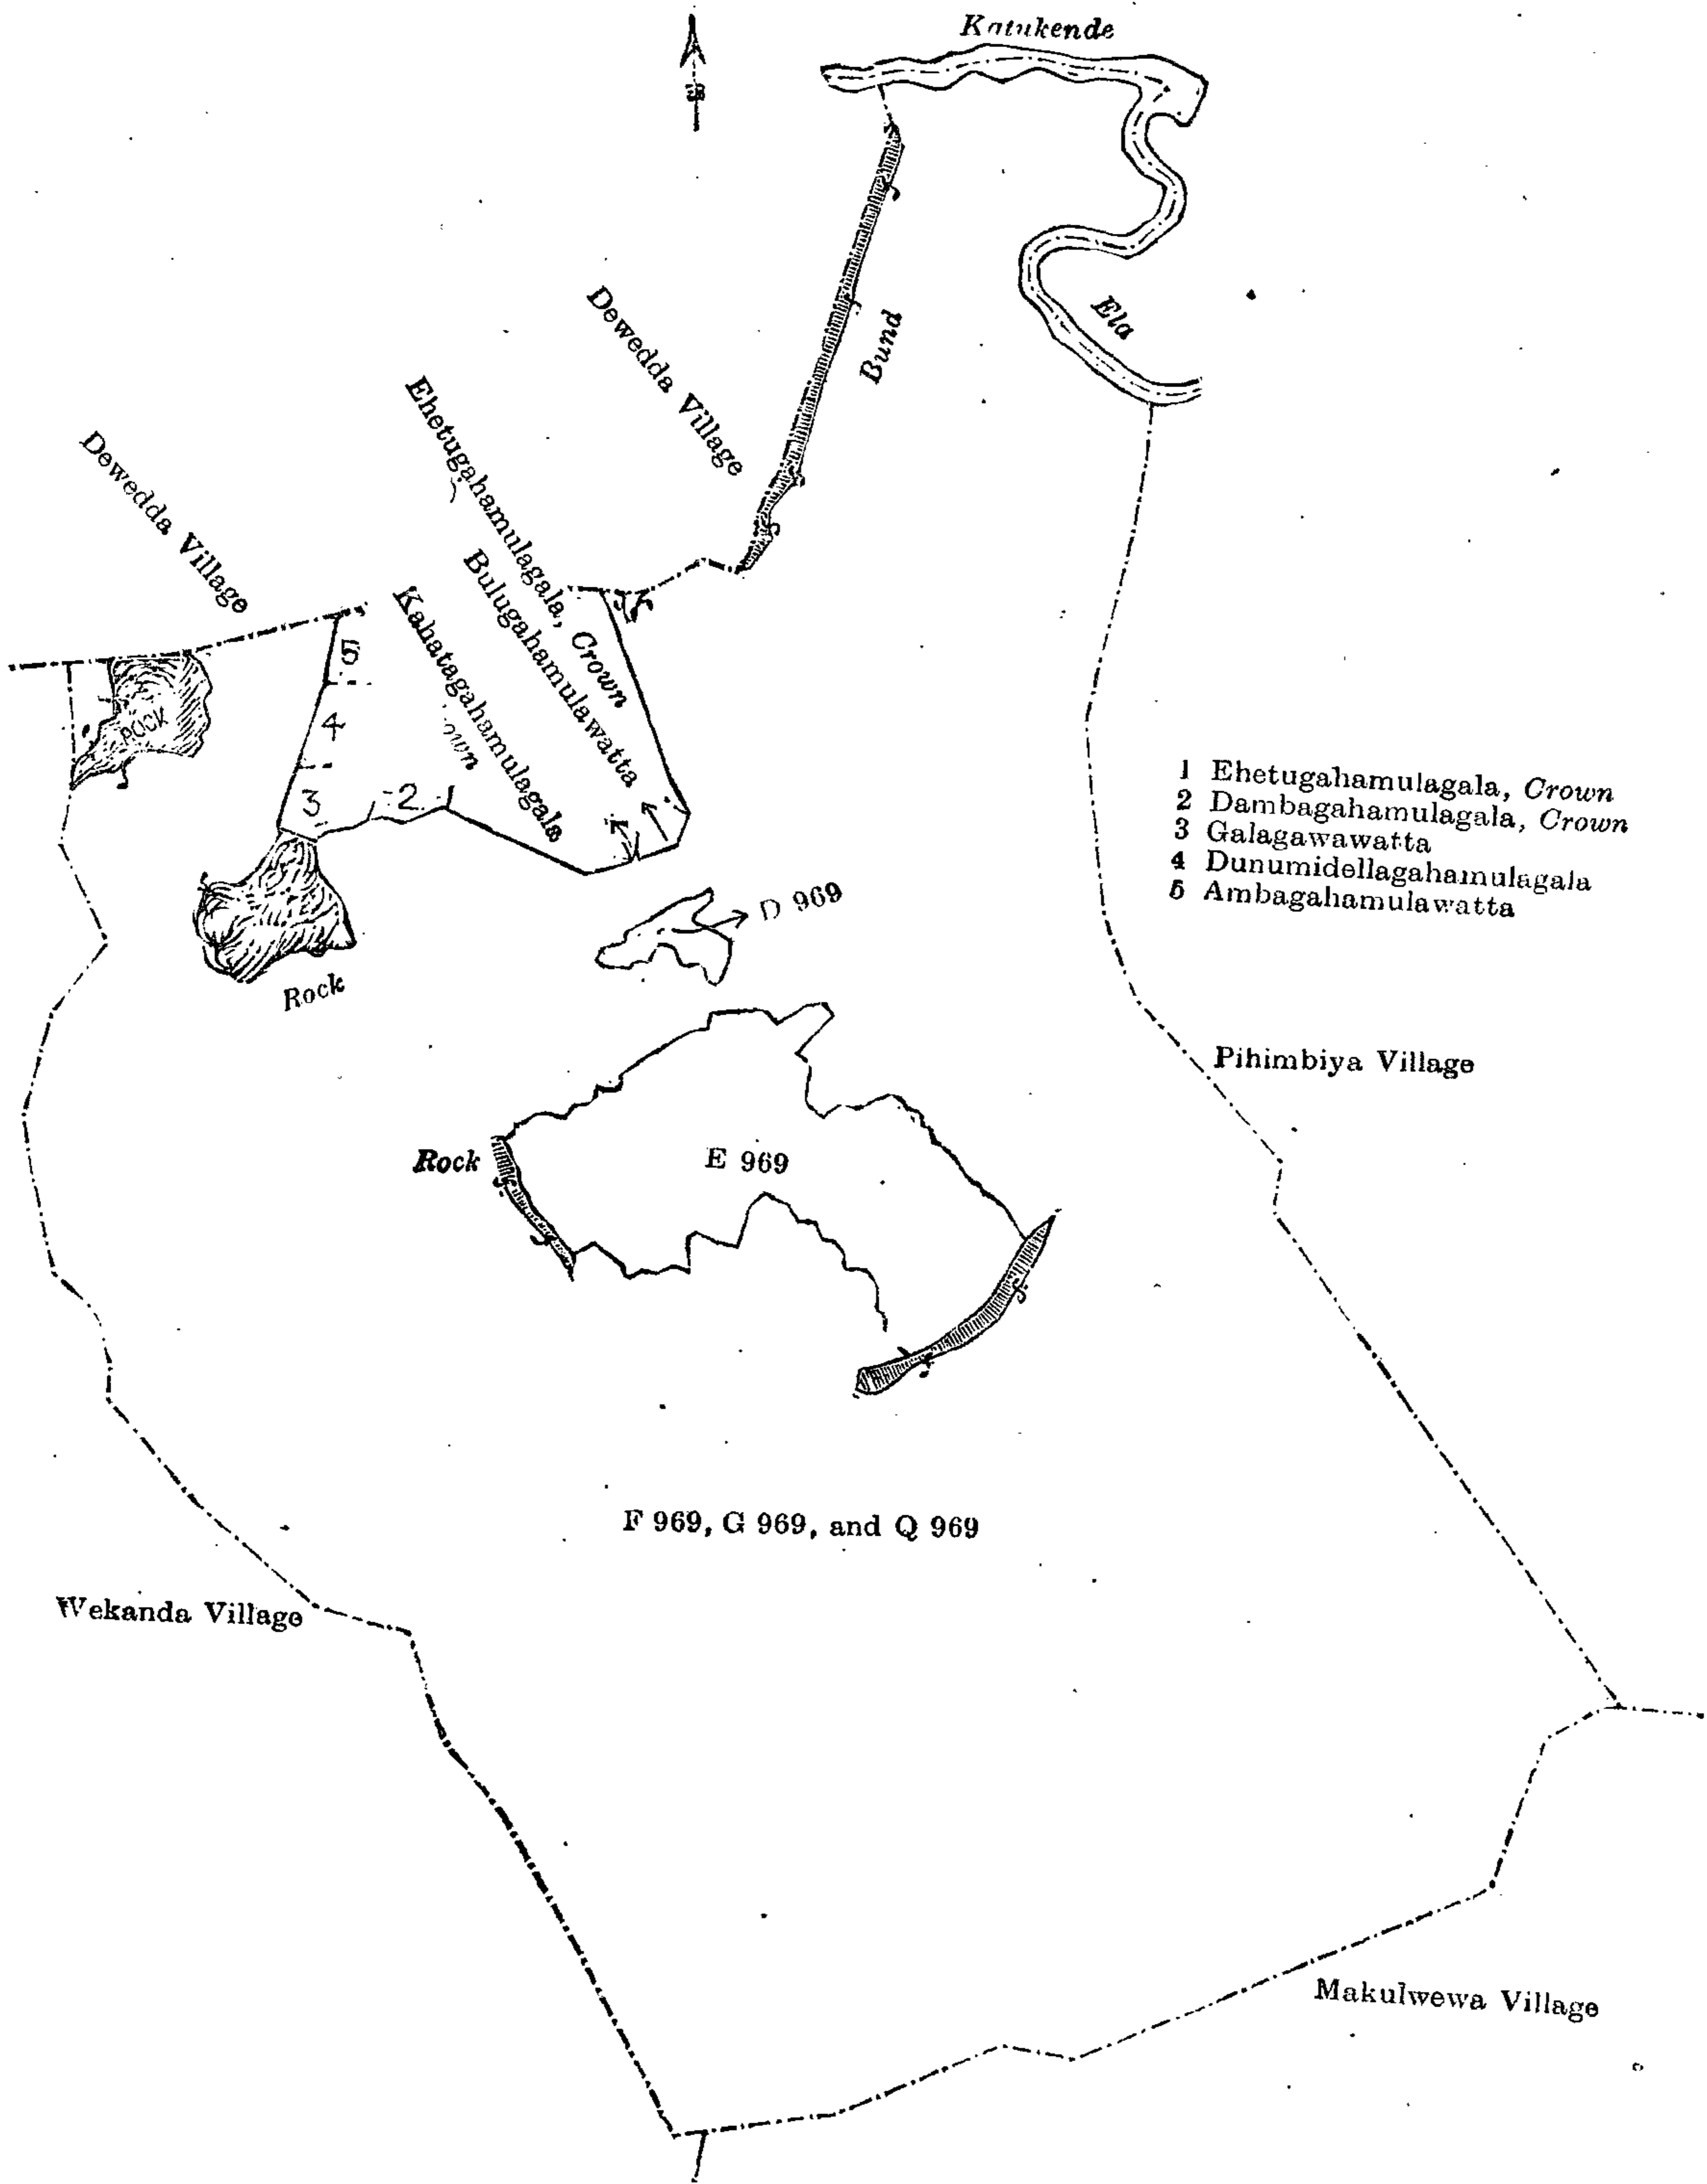 Katukende
Ela
Bund
Dewedda Village
Dewedda Village
Ehetugahamulagala, Crown
Bulugahamulawatta
Kahatagahamulagala
5
4
3
2
ROCK
Rock
1 Ehetugahamulagala, Crown
2 Dambagahamulagala, Crown
3 Galagawawatta
4 Dunumidellagahamulagala
5 Ambagahamulawatta
D 969
Pihimbiya Village
Rock
E 969
F 969, G 969, and Q 969
Wekanda Village
Makulwewa Village